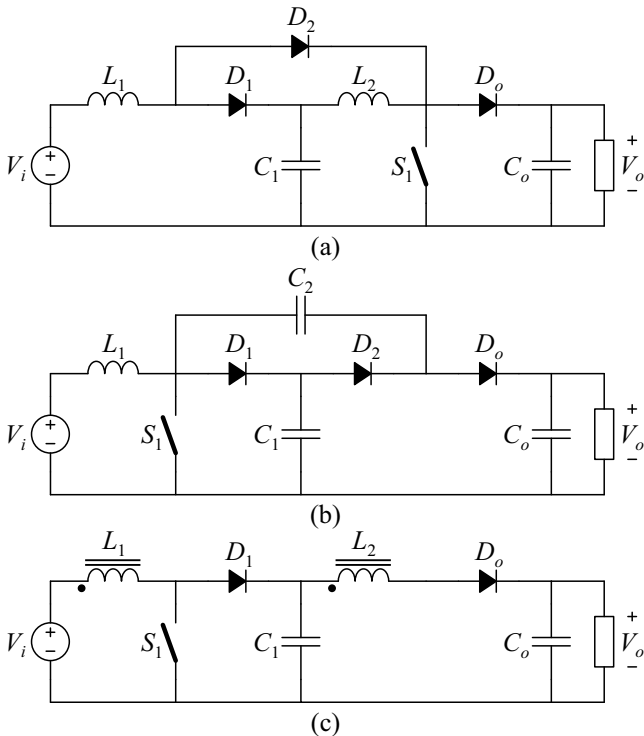 D2
L1 D1 L2 Do
Vi + − C1 S1 Co + Vo −
(a)
C2
L1 D1 D2 Do
Vi + − S1 C1 Co + Vo −
(b)
L1 D1 L2 Do
Vi + − S1 C1 Co + Vo −
(c)